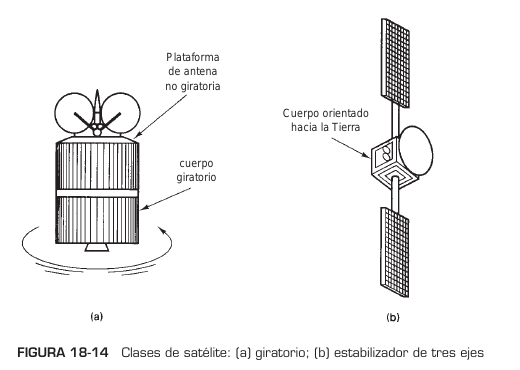 Plataforma
de antena
no giratoria
cuerpo
giratorio
(a)
Cuerpo orientado
hacia la Tierra
(b)
FIGURA 18-14 Clases de satélite: (a) giratorio; (b) estabilizador de tres ejes